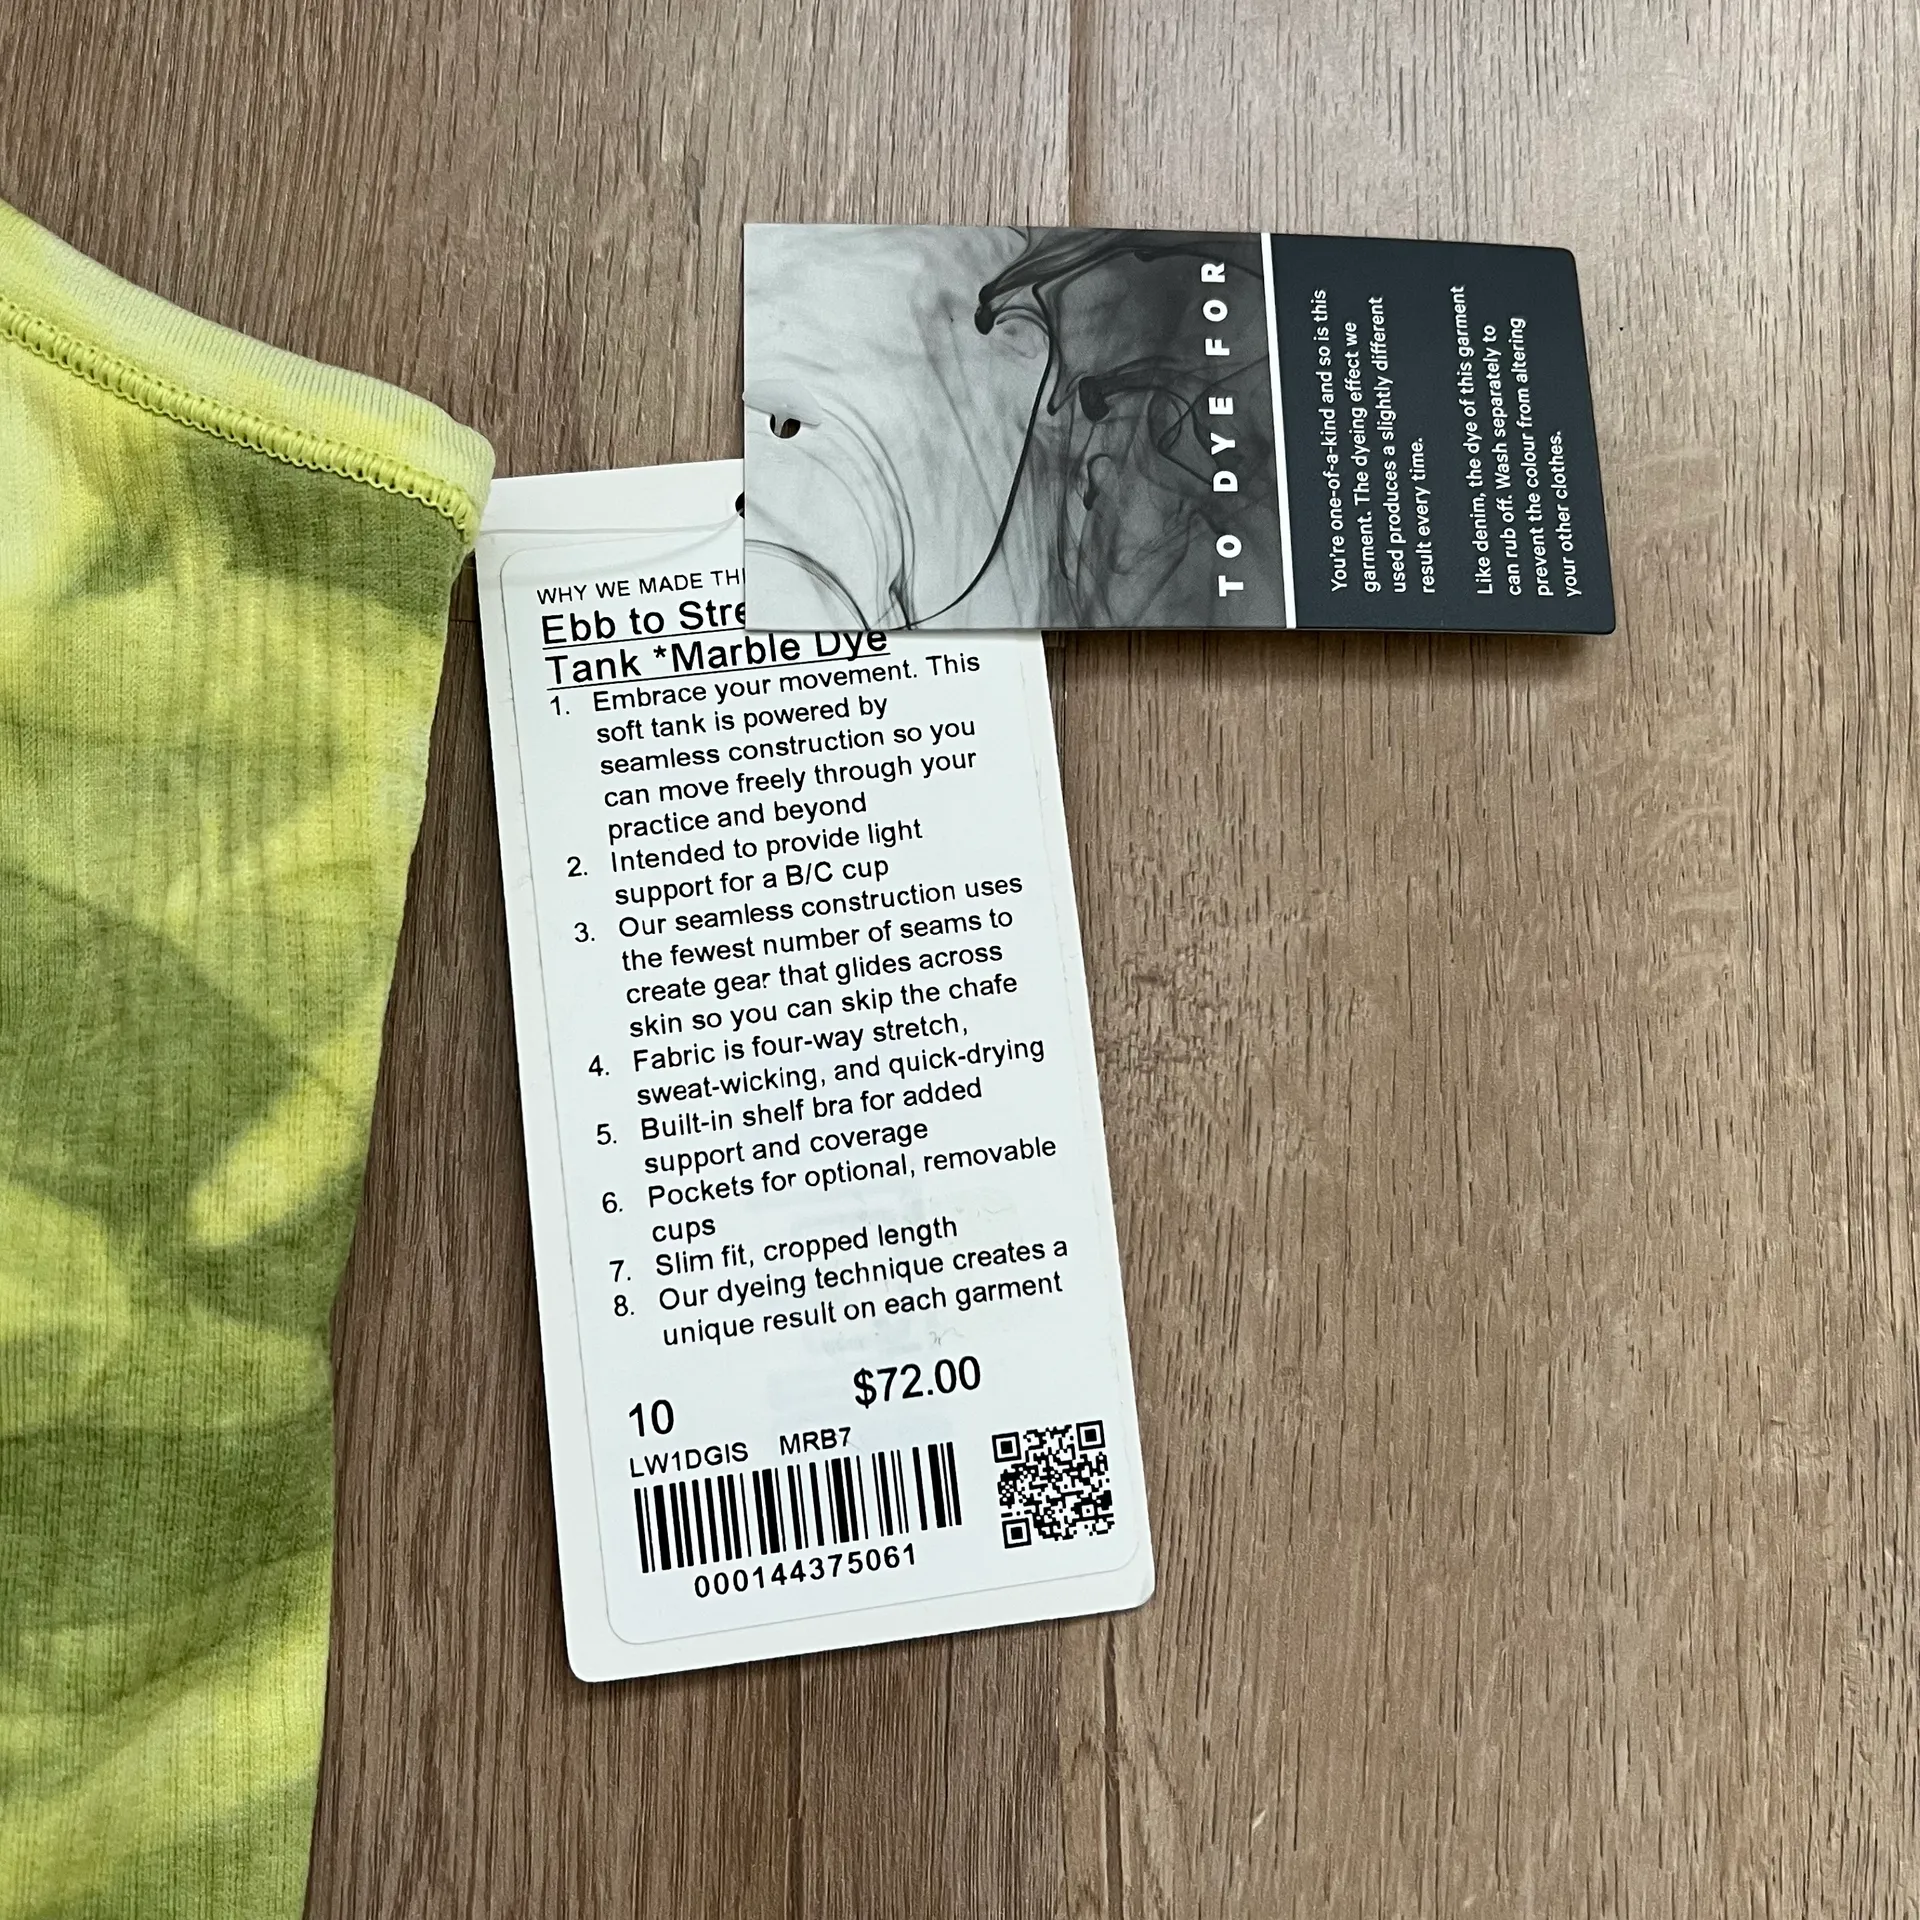 TO DYE FOR
You're one-of-a-kind and so is this
garment. The dyeing effect we
used produces a slightly different
result every time.
Like denim, the dye of this garment
can rub off. Wash separately to
prevent the colour from altering
your other clothes.
WHY WE MADE
Ebb to
Tank *Marble Dye
1. Embrace your movement. This
soft tank is powered by
seamless construction so you
can move freely through your
practice and beyond
2. Intended to provide light
support for a B/C cup
3. Our seamless construction uses
the fewest number of seams to
create gear that glides across
skin so you can skip the chafe
4. Fabric is four-way stretch,
sweat-wicking, and quick-drying
5. Built-in shelf bra for added
support and coverage
6. Pockets for optional, removable
cups
7. Slim fit, cropped length
8. Our dyeing technique creates a
unique result on each garment
10 $72.00
LW1DGIS MRB7
000144375061